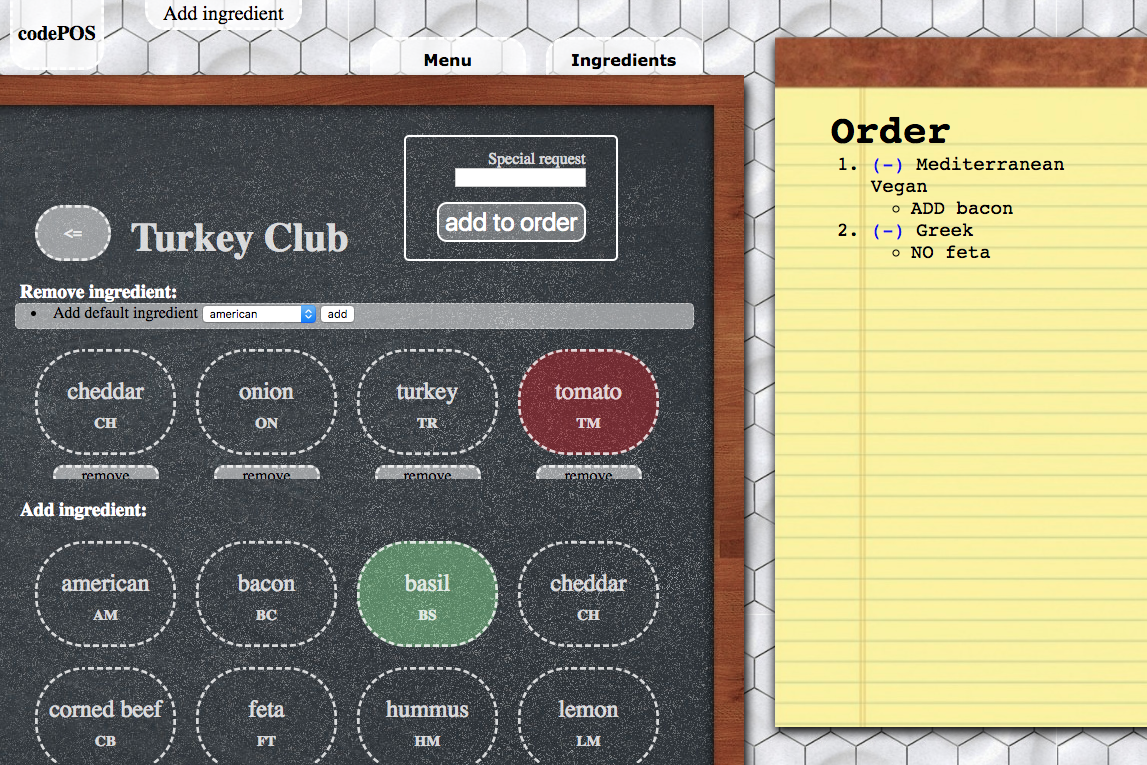 Add ingredient
codePOS
Menu
Ingredients
Special request
add to order
<=
Turkey Club
Remove ingredient:
Add default ingredient american add
cheddar
CH
onion
ON
turkey
TR
tomato
TM
remove
remove
remove
remove
Add ingredient:
american
AM
bacon
BC
basil
BS
cheddar
CH
corned beef
CB
feta
FT
hummus
HM
lemon
LM
Order
1. (-) Mediterranean
Vegan
ADD bacon
2. (-) Greek
NO feta